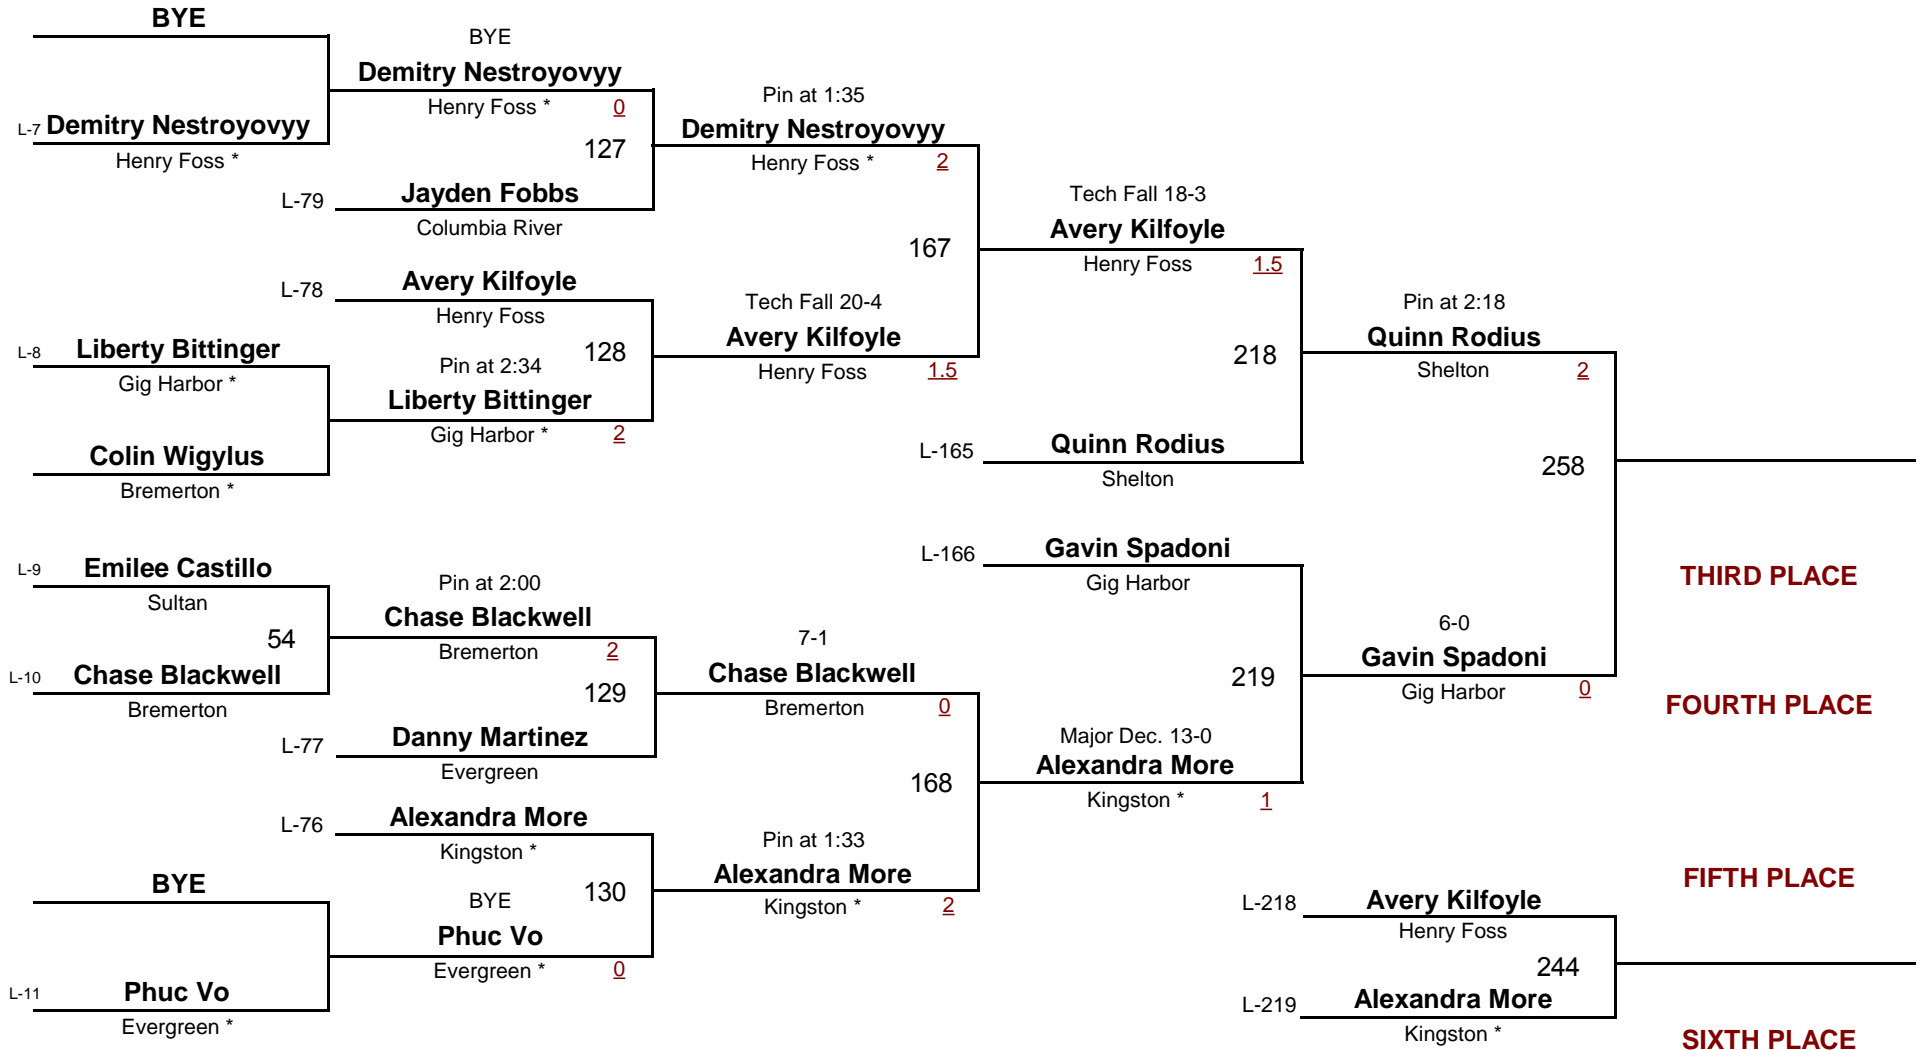 BYE
L-7 Demitry Nestroyovyy
Henry Foss *
L-8 Liberty Bittinger
Gig Harbor *
Colin Wigylus
Bremerton *
L-9 Emilee Castillo
Sultan
54
L-10 Chase Blackwell
Bremerton
BYE
L-11 Phuc Vo
Evergreen *
BYE
Demitry Nestroyovyy
Henry Foss * 0
127
L-79 Jayden Fobbs
Columbia River
L-78 Avery Kilfoyle
Henry Foss
128
Pin at 2:34
Liberty Bittinger
Gig Harbor * 2
Pin at 2:00
Chase Blackwell
Bremerton 2
129
L-77 Danny Martinez
Evergreen
L-76 Alexandra More
Kingston *
130
BYE
Phuc Vo
Evergreen * 0
Pin at 1:35
Demitry Nestroyovyy
Henry Foss * 2
167
Tech Fall 20-4
Avery Kilfoyle
Henry Foss 1.5
7-1
Chase Blackwell
Bremerton 0
168
Pin at 1:33
Alexandra More
Kingston * 2
Tech Fall 18-3
Avery Kilfoyle
Henry Foss 1.5
218
L-165 Quinn Rodius
Shelton
L-166 Gavin Spadoni
Gig Harbor
219
Major Dec. 13-0
Alexandra More
Kingston * 1
Pin at 2:18
Quinn Rodius
Shelton 2
258
6-0
Gavin Spadoni
Gig Harbor 0
THIRD PLACE
FOURTH PLACE
L-218 Avery Kilfoyle
Henry Foss
244
L-219 Alexandra More
Kingston *
FIFTH PLACE
SIXTH PLACE